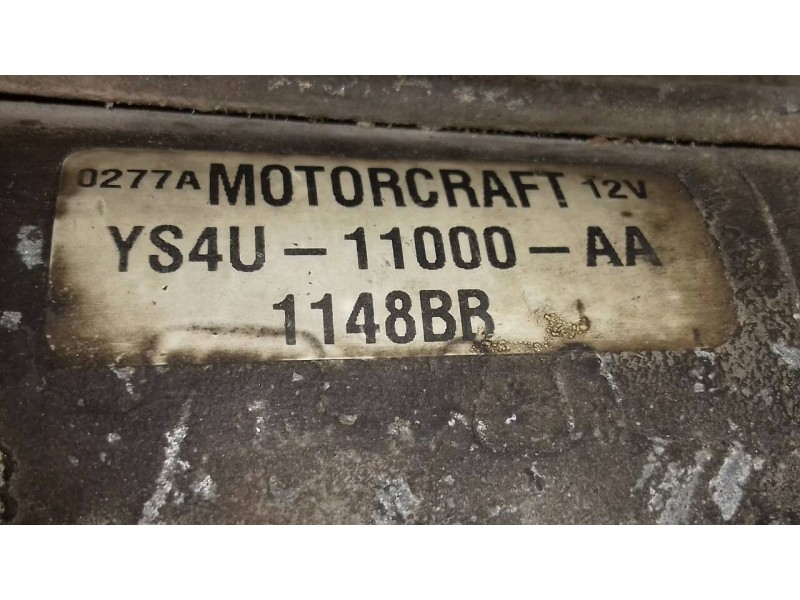 0277A MOTORCRAFT 12V
YS4U-11000-AA
1148BB